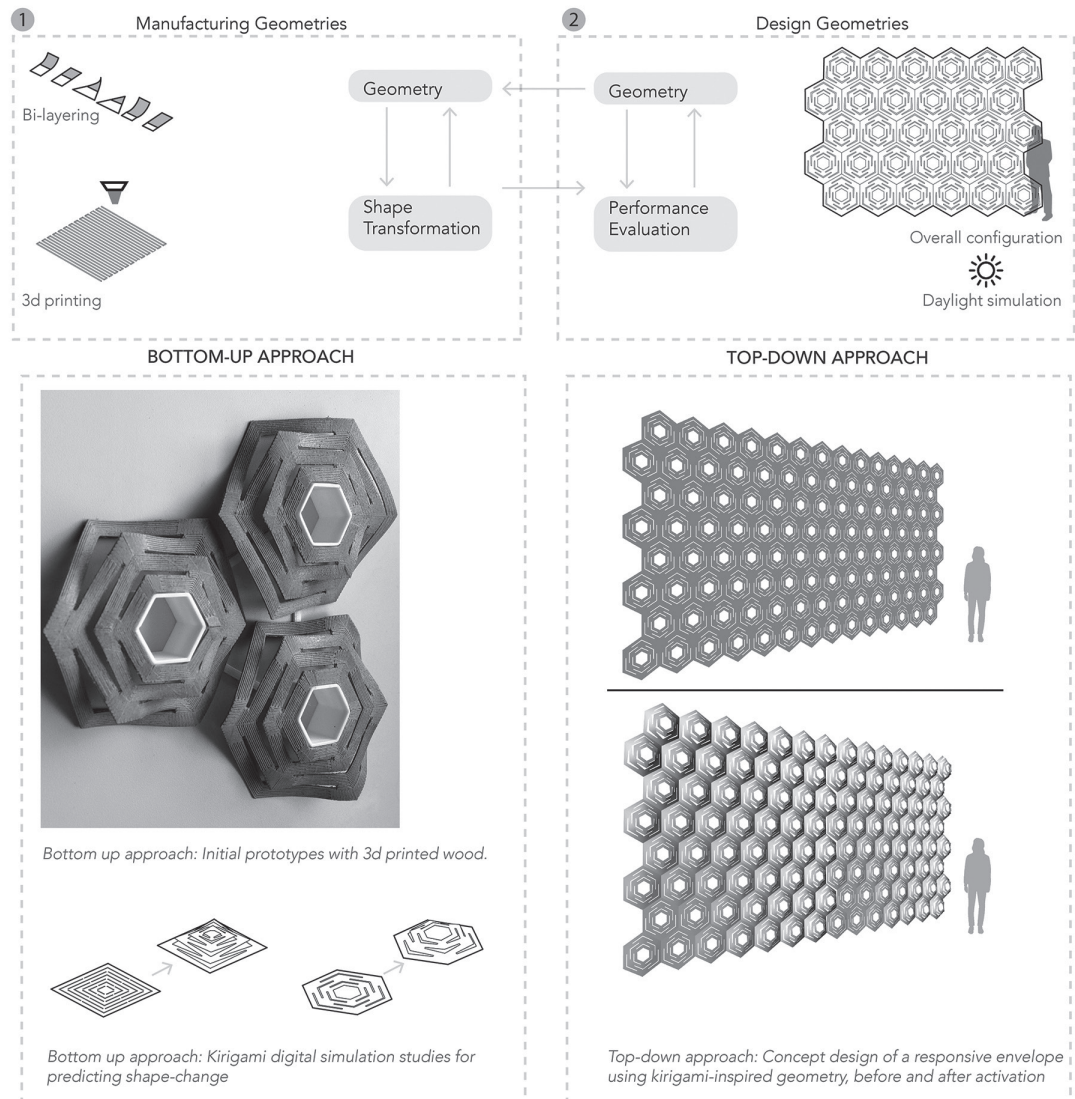 1
Manufacturing Geometries
Bi-layering
3d printing
Geometry
Shape
Transformation
2
Design Geometries
Geometry
Performance
Evaluation
Overall configuration
Daylight simulation
BOTTOM-UP APPROACH
Bottom up approach: Initial prototypes with 3d printed wood.
Bottom up approach: Kirigami digital simulation studies for
predicting shape-change
TOP-DOWN APPROACH
Top-down approach: Concept design of a responsive envelope
using kirigami-inspired geometry, before and after activation